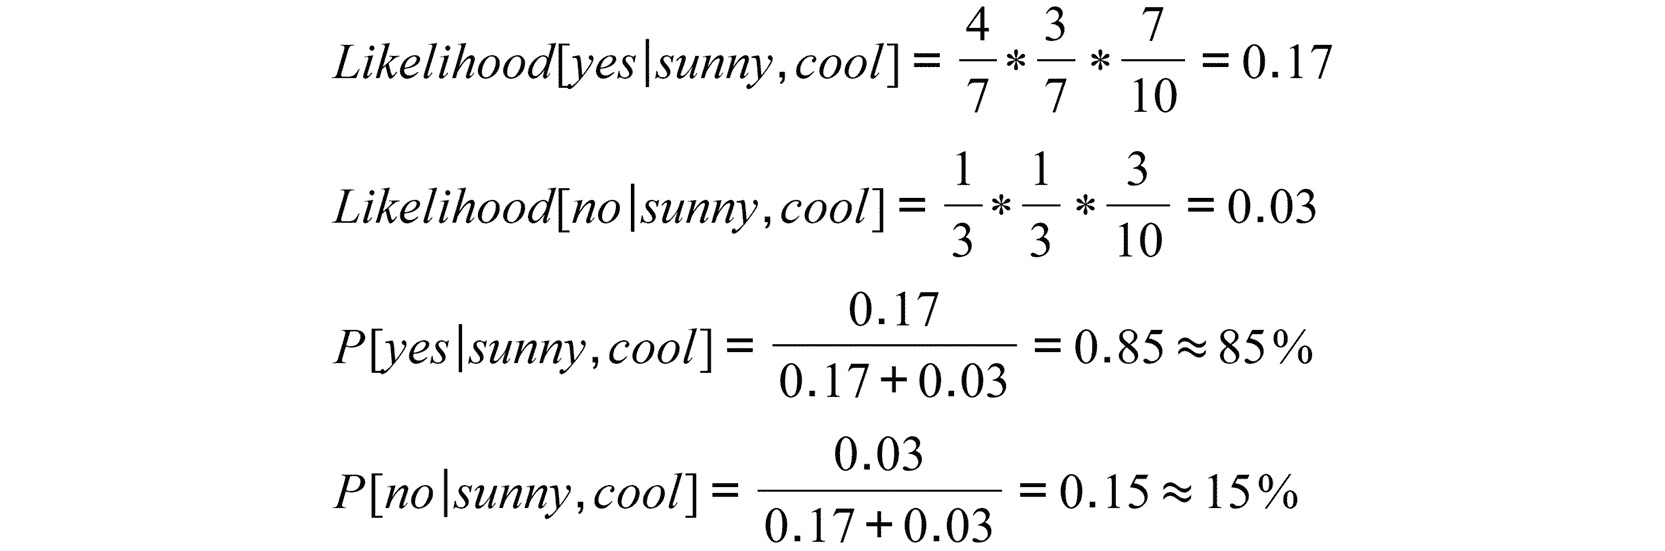 Likelihood[yes|sunny,cool] = 4/7 * 3/7 * 7/10 = 0.17
Likelihood[no|sunny,cool] = 1/3 * 1/3 * 3/10 = 0.03
P[yes|sunny,cool] = 0.17/(0.17+0.03) = 0.85 ≈ 85%
P[no|sunny,cool] = 0.03/(0.17+0.03) = 0.15 ≈ 15%